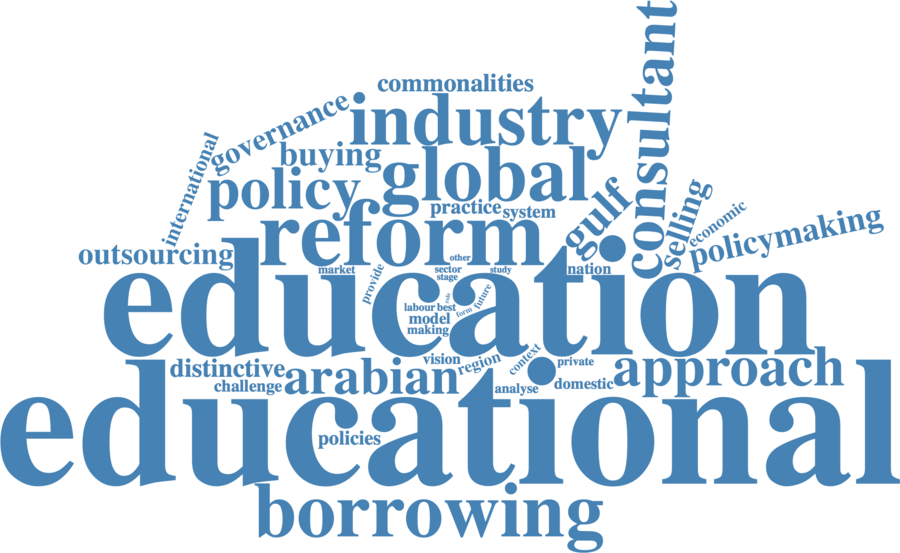 consultant
commonalities
industry
governance
international
buying
global
policy
practice
system
gulf
selling
economic
policymaking
reform
outsourcing
education
market
provide
other
sector
study
stage
nation
role
future
form
labour
best
model
making
educational
distinctive
challenge
arabian
vision
region
context
analyse
private
domestic
approach
policies
borrowing